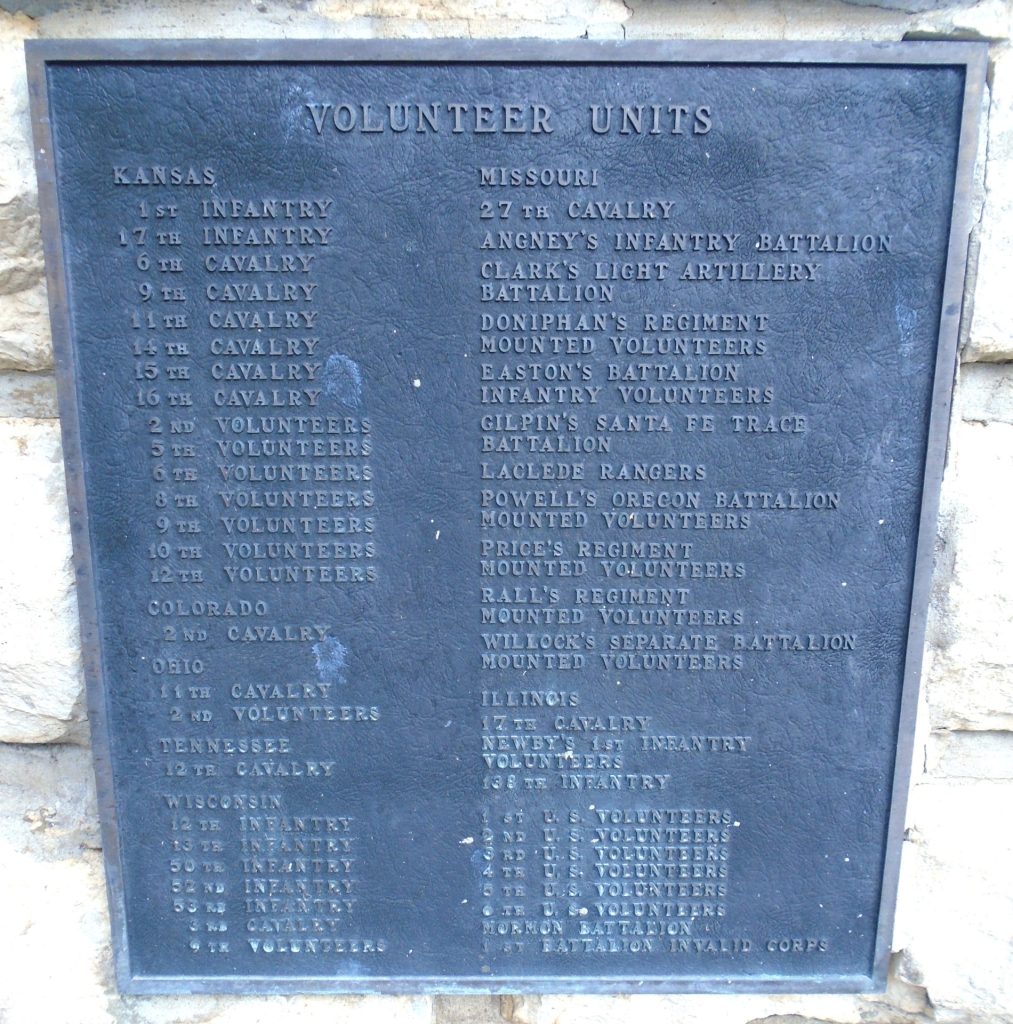 VOLUNTEER UNITS
KANSAS
1ST INFANTRY
17TH INFANTRY
6TH CAVALRY
9TH CAVALRY
11TH CAVALRY
14TH CAVALRY
15TH CAVALRY
16TH CAVALRY
2ND VOLUNTEERS
5TH VOLUNTEERS
6TH VOLUNTEERS
8TH VOLUNTEERS
9TH VOLUNTEERS
10TH VOLUNTEERS
12TH VOLUNTEERS
COLORADO
2ND CAVALRY
OHIO
11TH CAVALRY
2ND VOLUNTEERS
TENNESSEE
12TH CAVALRY
WISCONSIN
12TH INFANTRY
13TH INFANTRY
50TH INFANTRY
52ND INFANTRY
53RD INFANTRY
3RD CAVALRY
9TH VOLUNTEERS
MISSOURI
27TH CAVALRY
ANGNEY'S INFANTRY BATTALION
CLARK'S LIGHT ARTILLERY
BATTALION
DONIPHAN'S REGIMENT
MOUNTED VOLUNTEERS
EASTON'S BATTALION
INFANTRY VOLUNTEERS
GILPIN'S SANTA FE TRACE
BATTALION
LACLEDE RANGERS
POWELL'S OREGON BATTALION
MOUNTED VOLUNTEERS
PRICE'S REGIMENT
MOUNTED VOLUNTEERS
RALL'S REGIMENT
MOUNTED VOLUNTEERS
WILLOCK'S SEPARATE BATTALION
MOUNTED VOLUNTEERS
ILLINOIS
17TH CAVALRY
NEWBY'S 1ST INFANTRY
VOLUNTEERS
138TH INFANTRY
1ST U.S. VOLUNTEERS
2ND U.S. VOLUNTEERS
3RD U.S. VOLUNTEERS
4TH U.S. VOLUNTEERS
5TH U.S. VOLUNTEERS
6TH U.S. VOLUNTEERS
MORMON BATTALION
1ST BATTALION INVALID CORPS